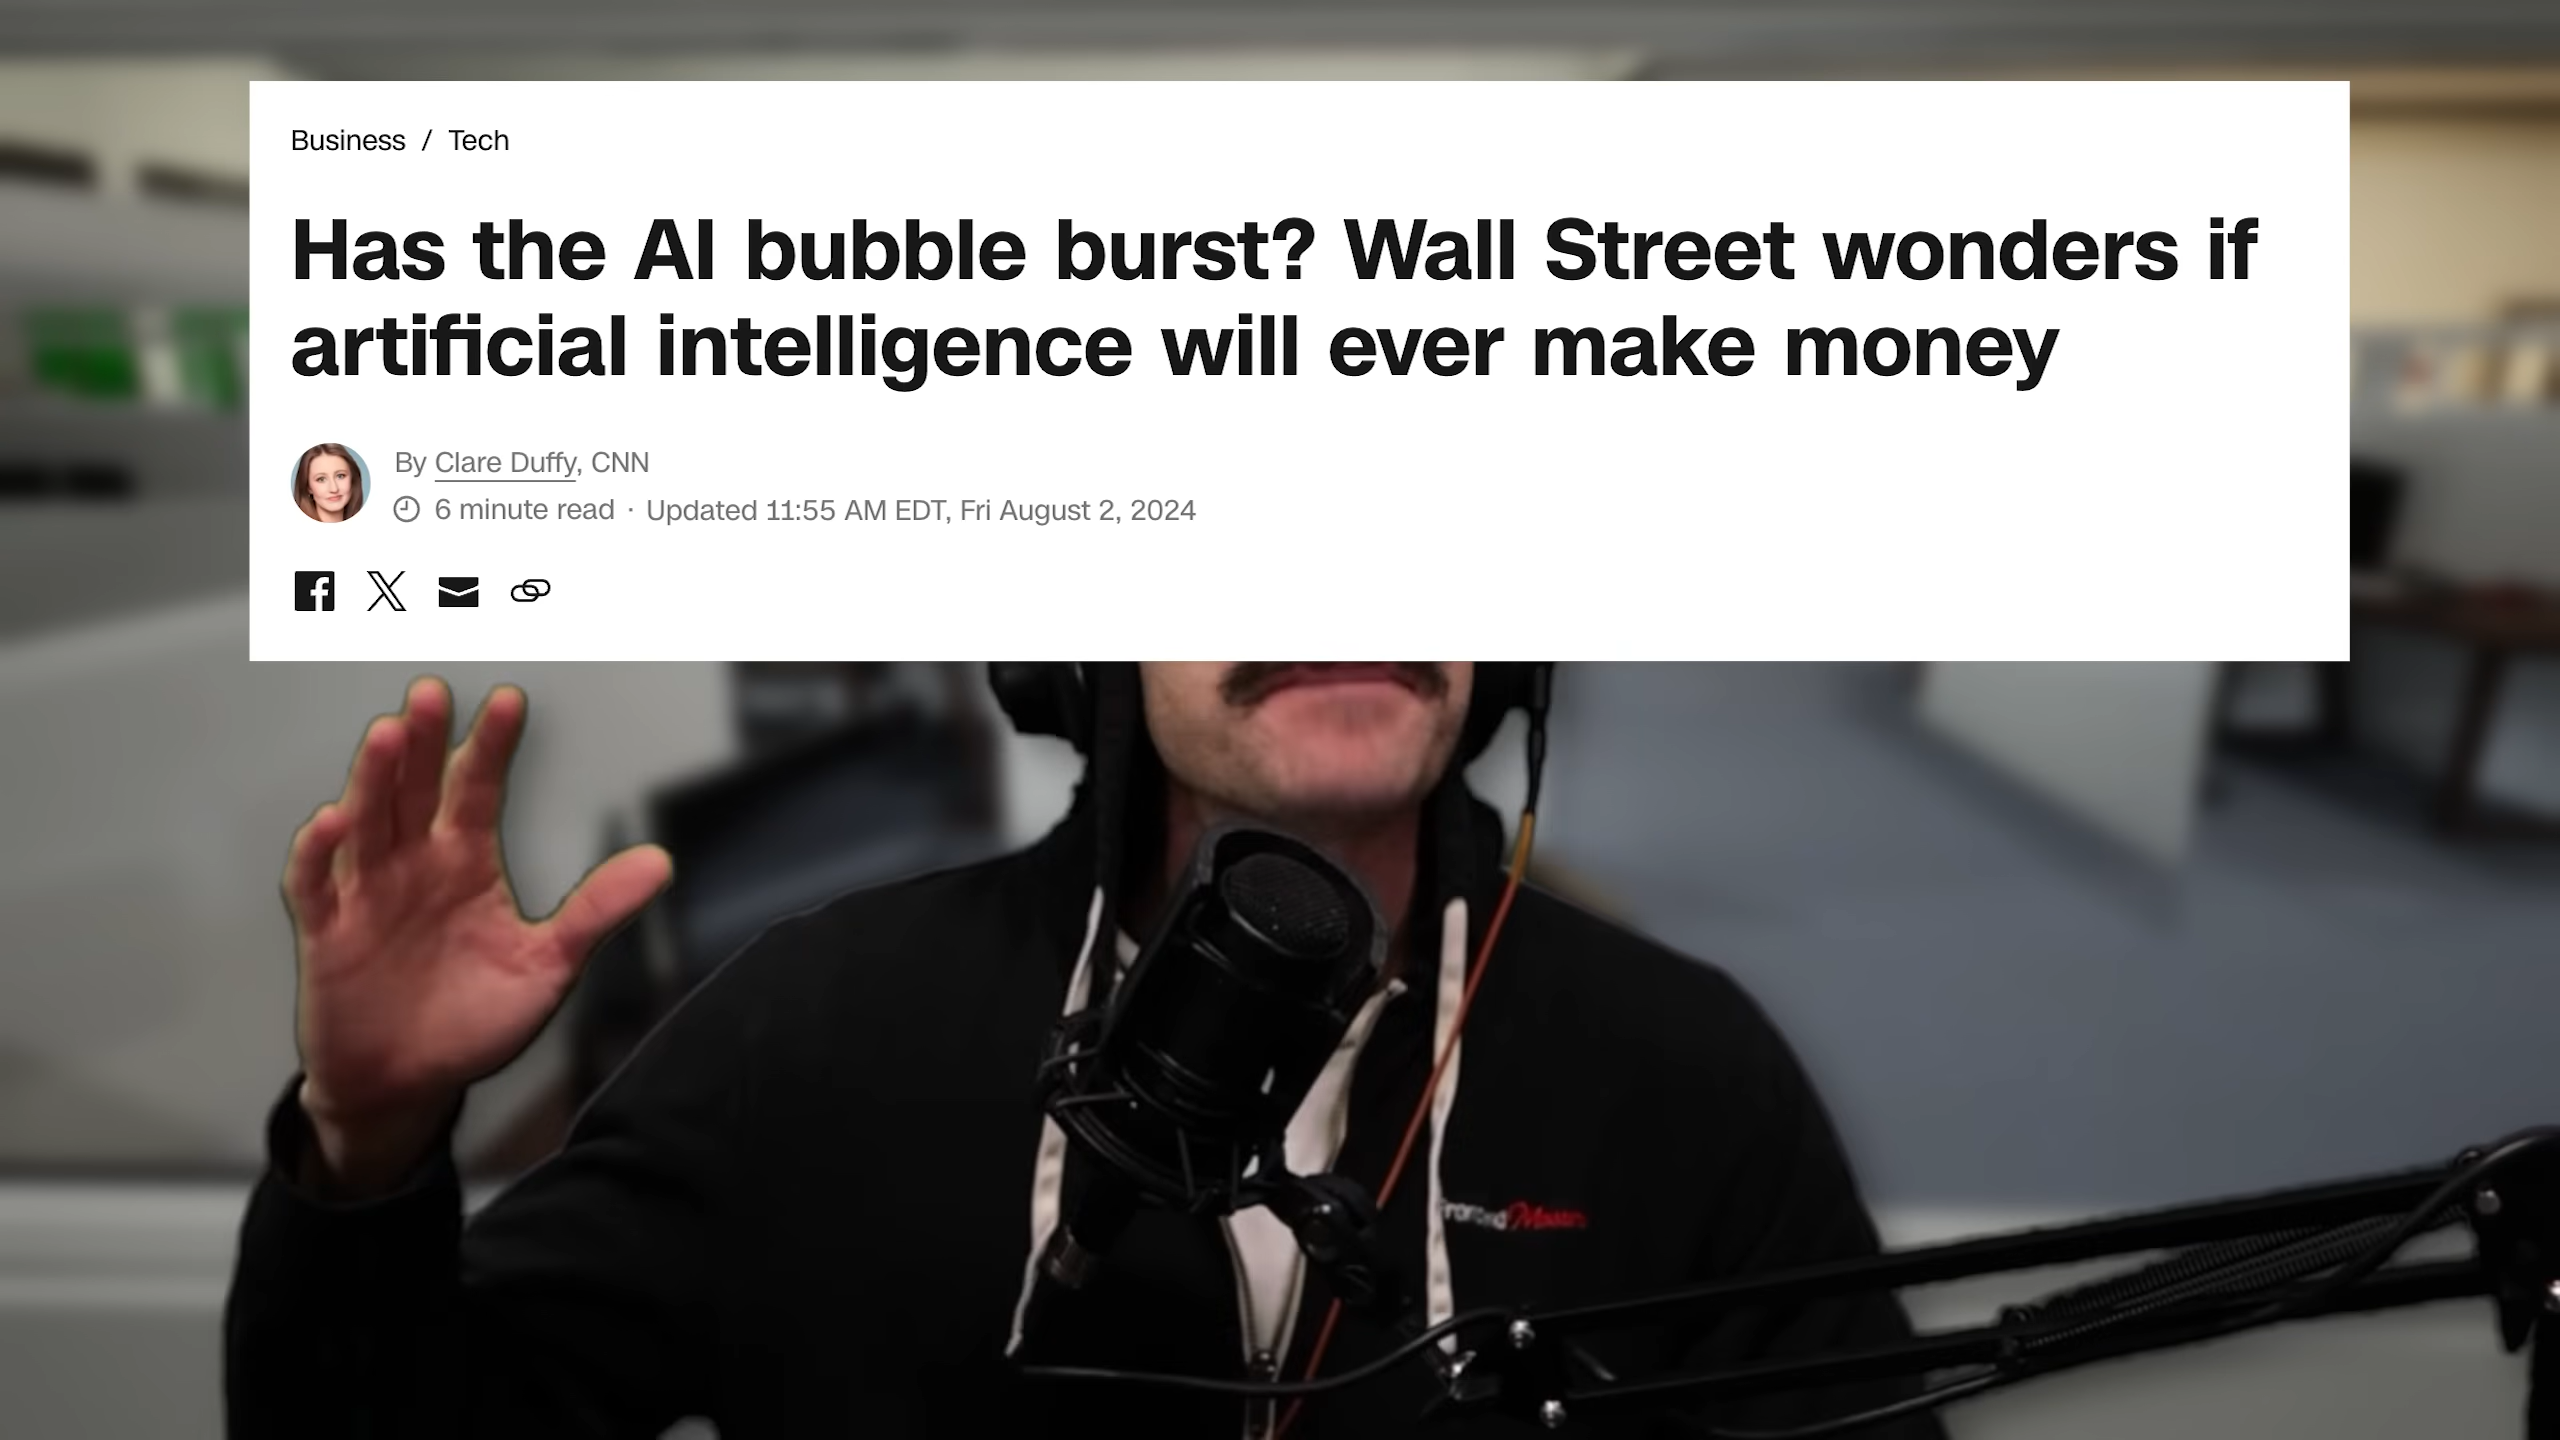 Business / Tech
Has the AI bubble burst? Wall Street wonders if
artificial intelligence will ever make money
By Clare Duffy, CNN
6 minute read · Updated 11:55 AM EDT, Fri August 2, 2024